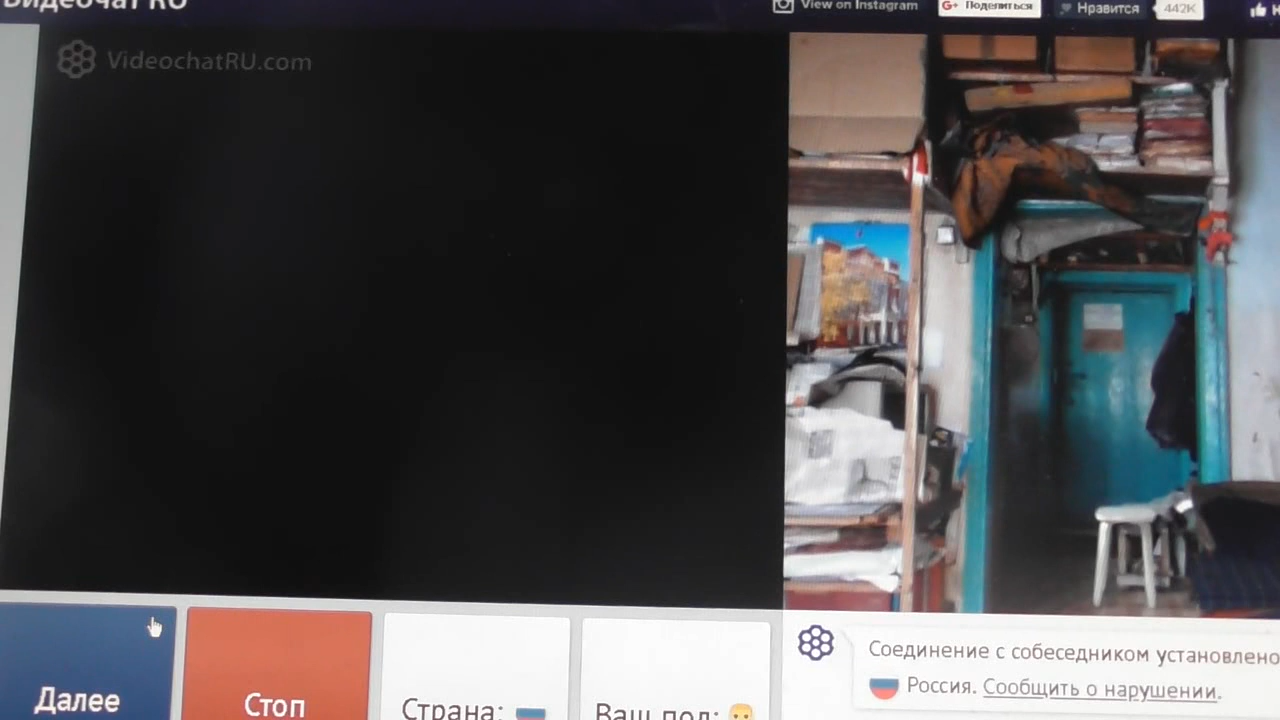 Видеочат RU
View on Instagram
G+ Поделиться
Нравится
442K
VideochatRU.com
Далее
Стоп
Страна:
Ваш пол:
Соединение с собеседником установлено
Россия. Сообщить о нарушении.